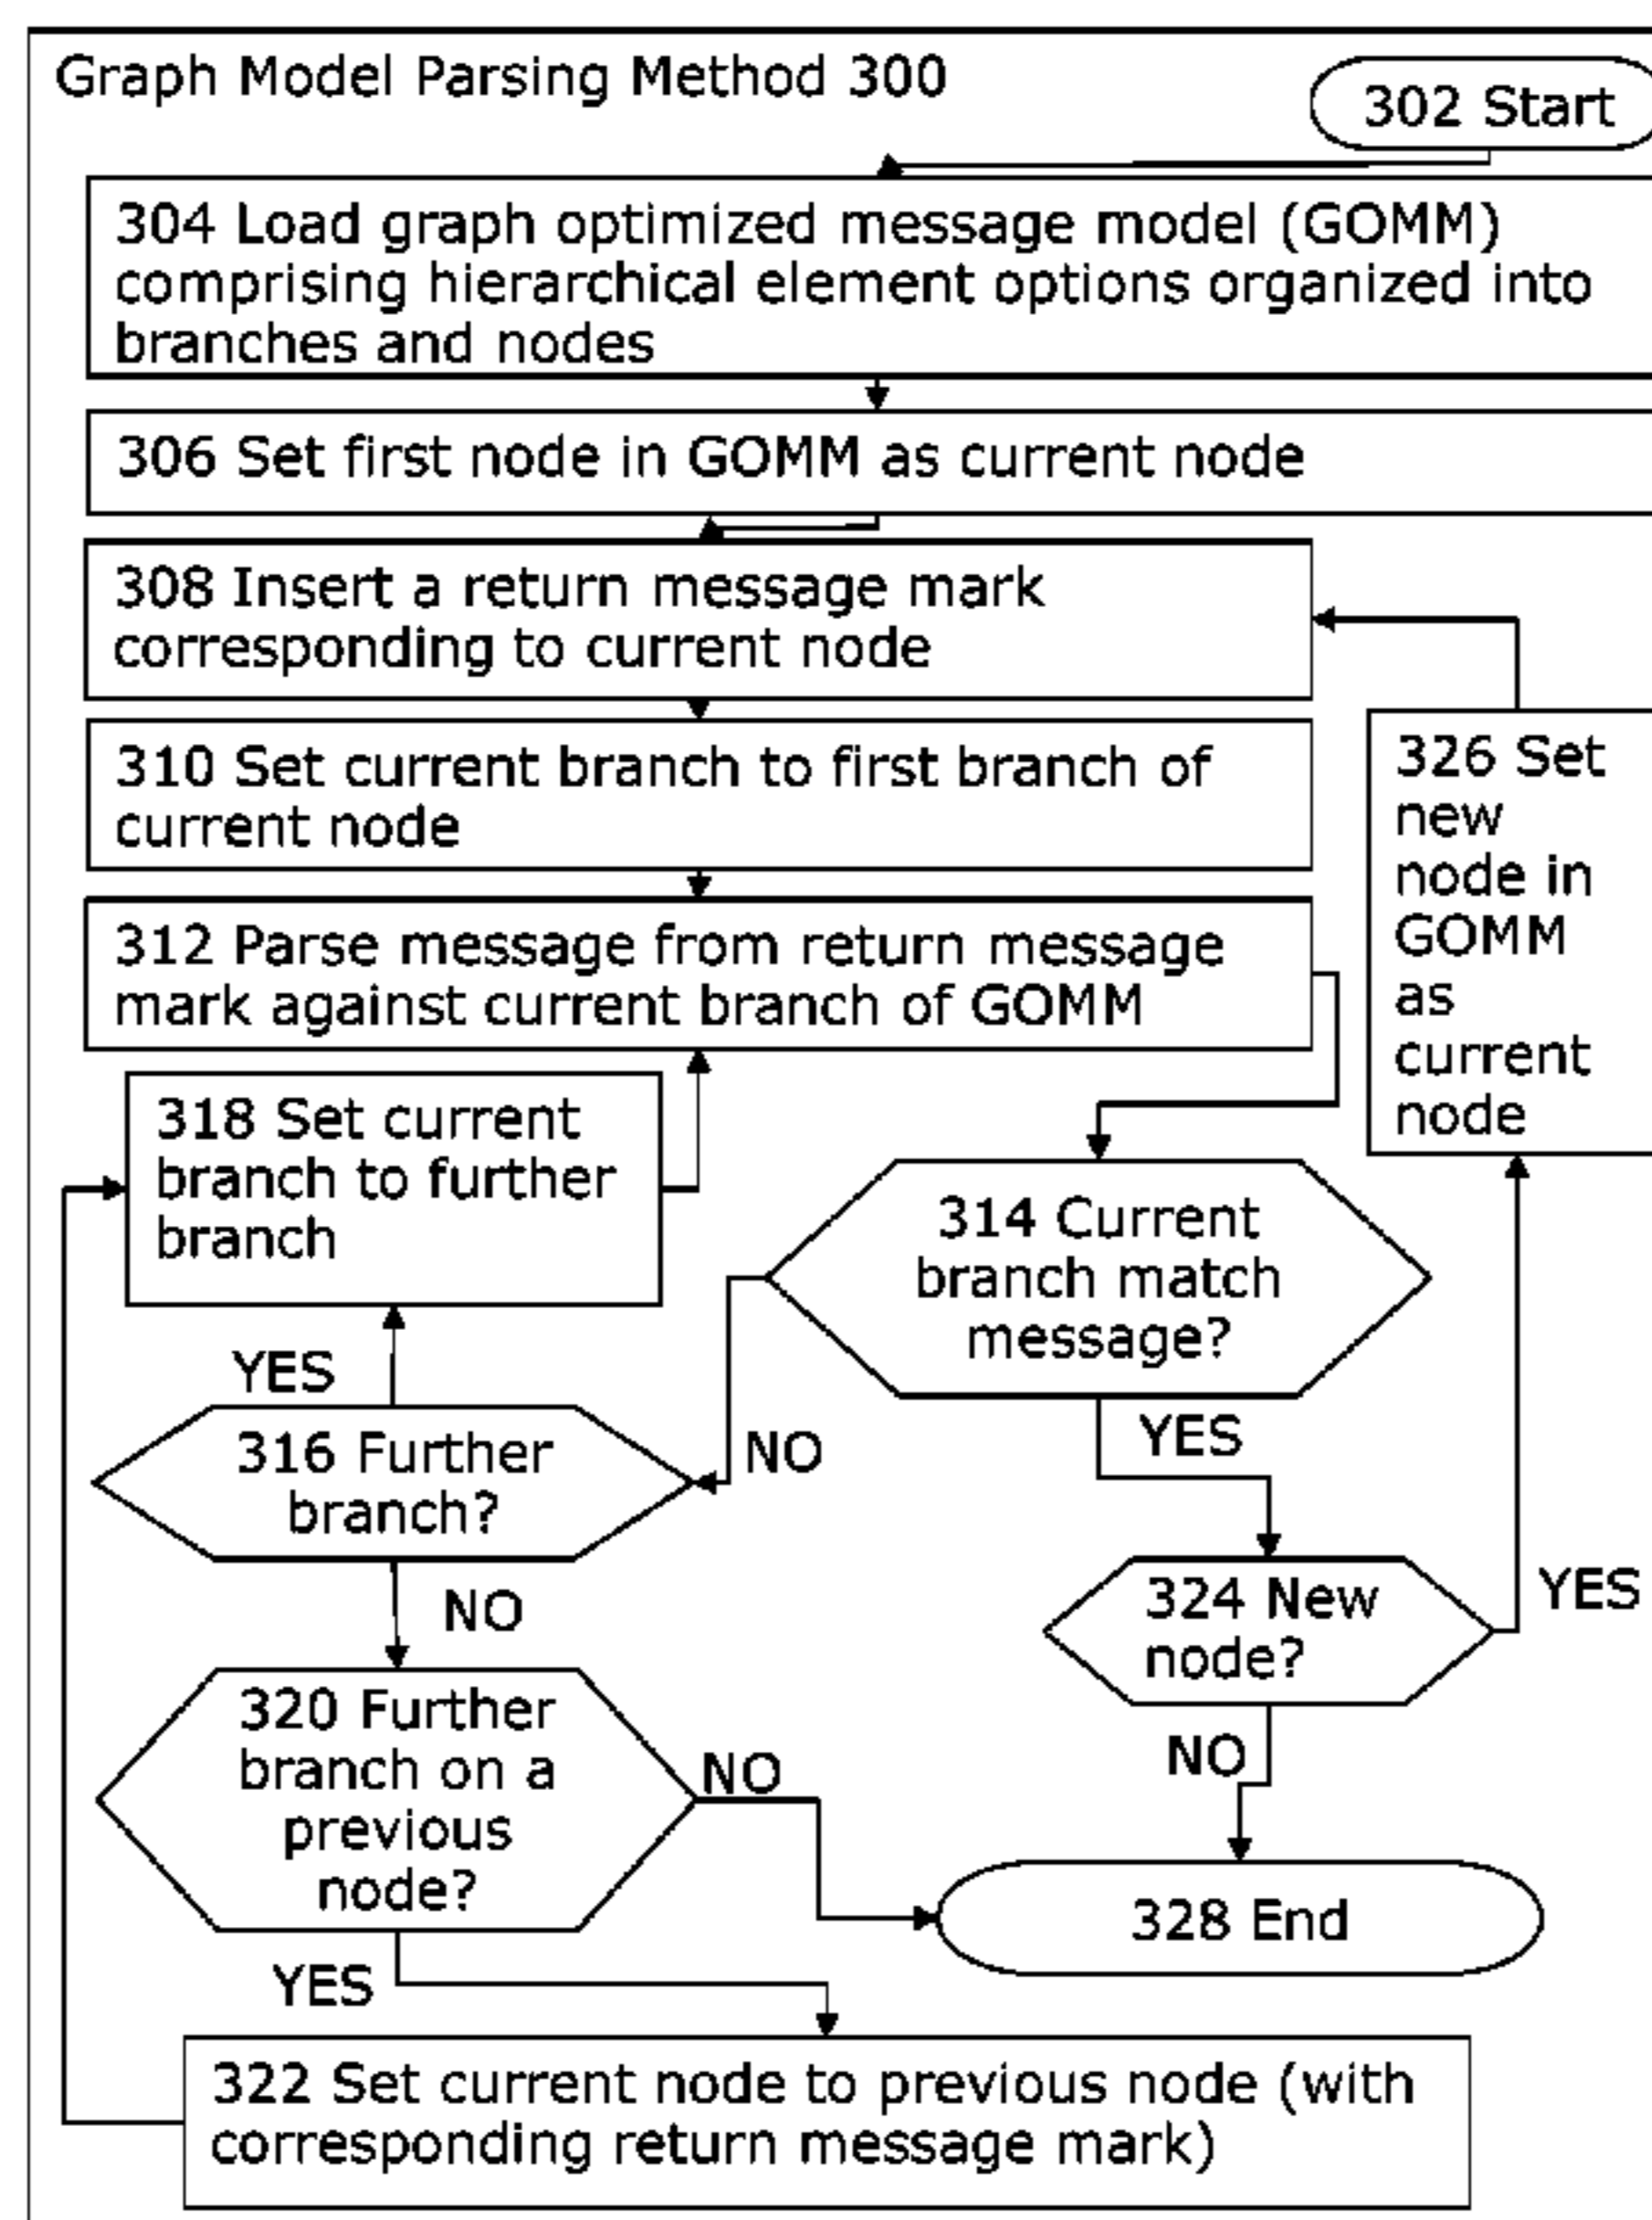 Graph Model Parsing Method 300
302 Start
304 Load graph optimized message model (GOMM)
comprising hierarchical element options organized into
branches and nodes
306 Set first node in GOMM as current node
308 Insert a return message mark
corresponding to current node
310 Set current branch to first branch of
current node
326 Set
new
node in
GOMM
as
current
node
312 Parse message from return message
mark against current branch of GOMM
318 Set current
branch to further
branch
314 Current
branch match
message?
YES
YES
316 Further
branch?
NO
NO
324 New
node?
YES
320 Further
branch on a
previous
node?
NO
NO
328 End
YES
322 Set current node to previous node (with
corresponding return message mark)